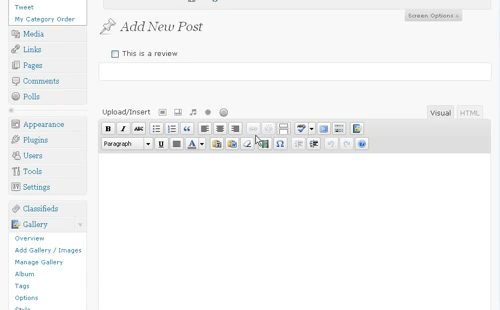 Tweet
My Category Order
Media
Links
Pages
Comments
Polls
Appearance
Plugins
Users
Tools
Settings
Classifieds
Gallery
Overview
Add Gallery / Images
Manage Gallery
Album
Tags
Options
Style
Screen Options
Add New Post
This is a review
Upload/Insert
Visual
HTML
B I ABC
Paragraph U A